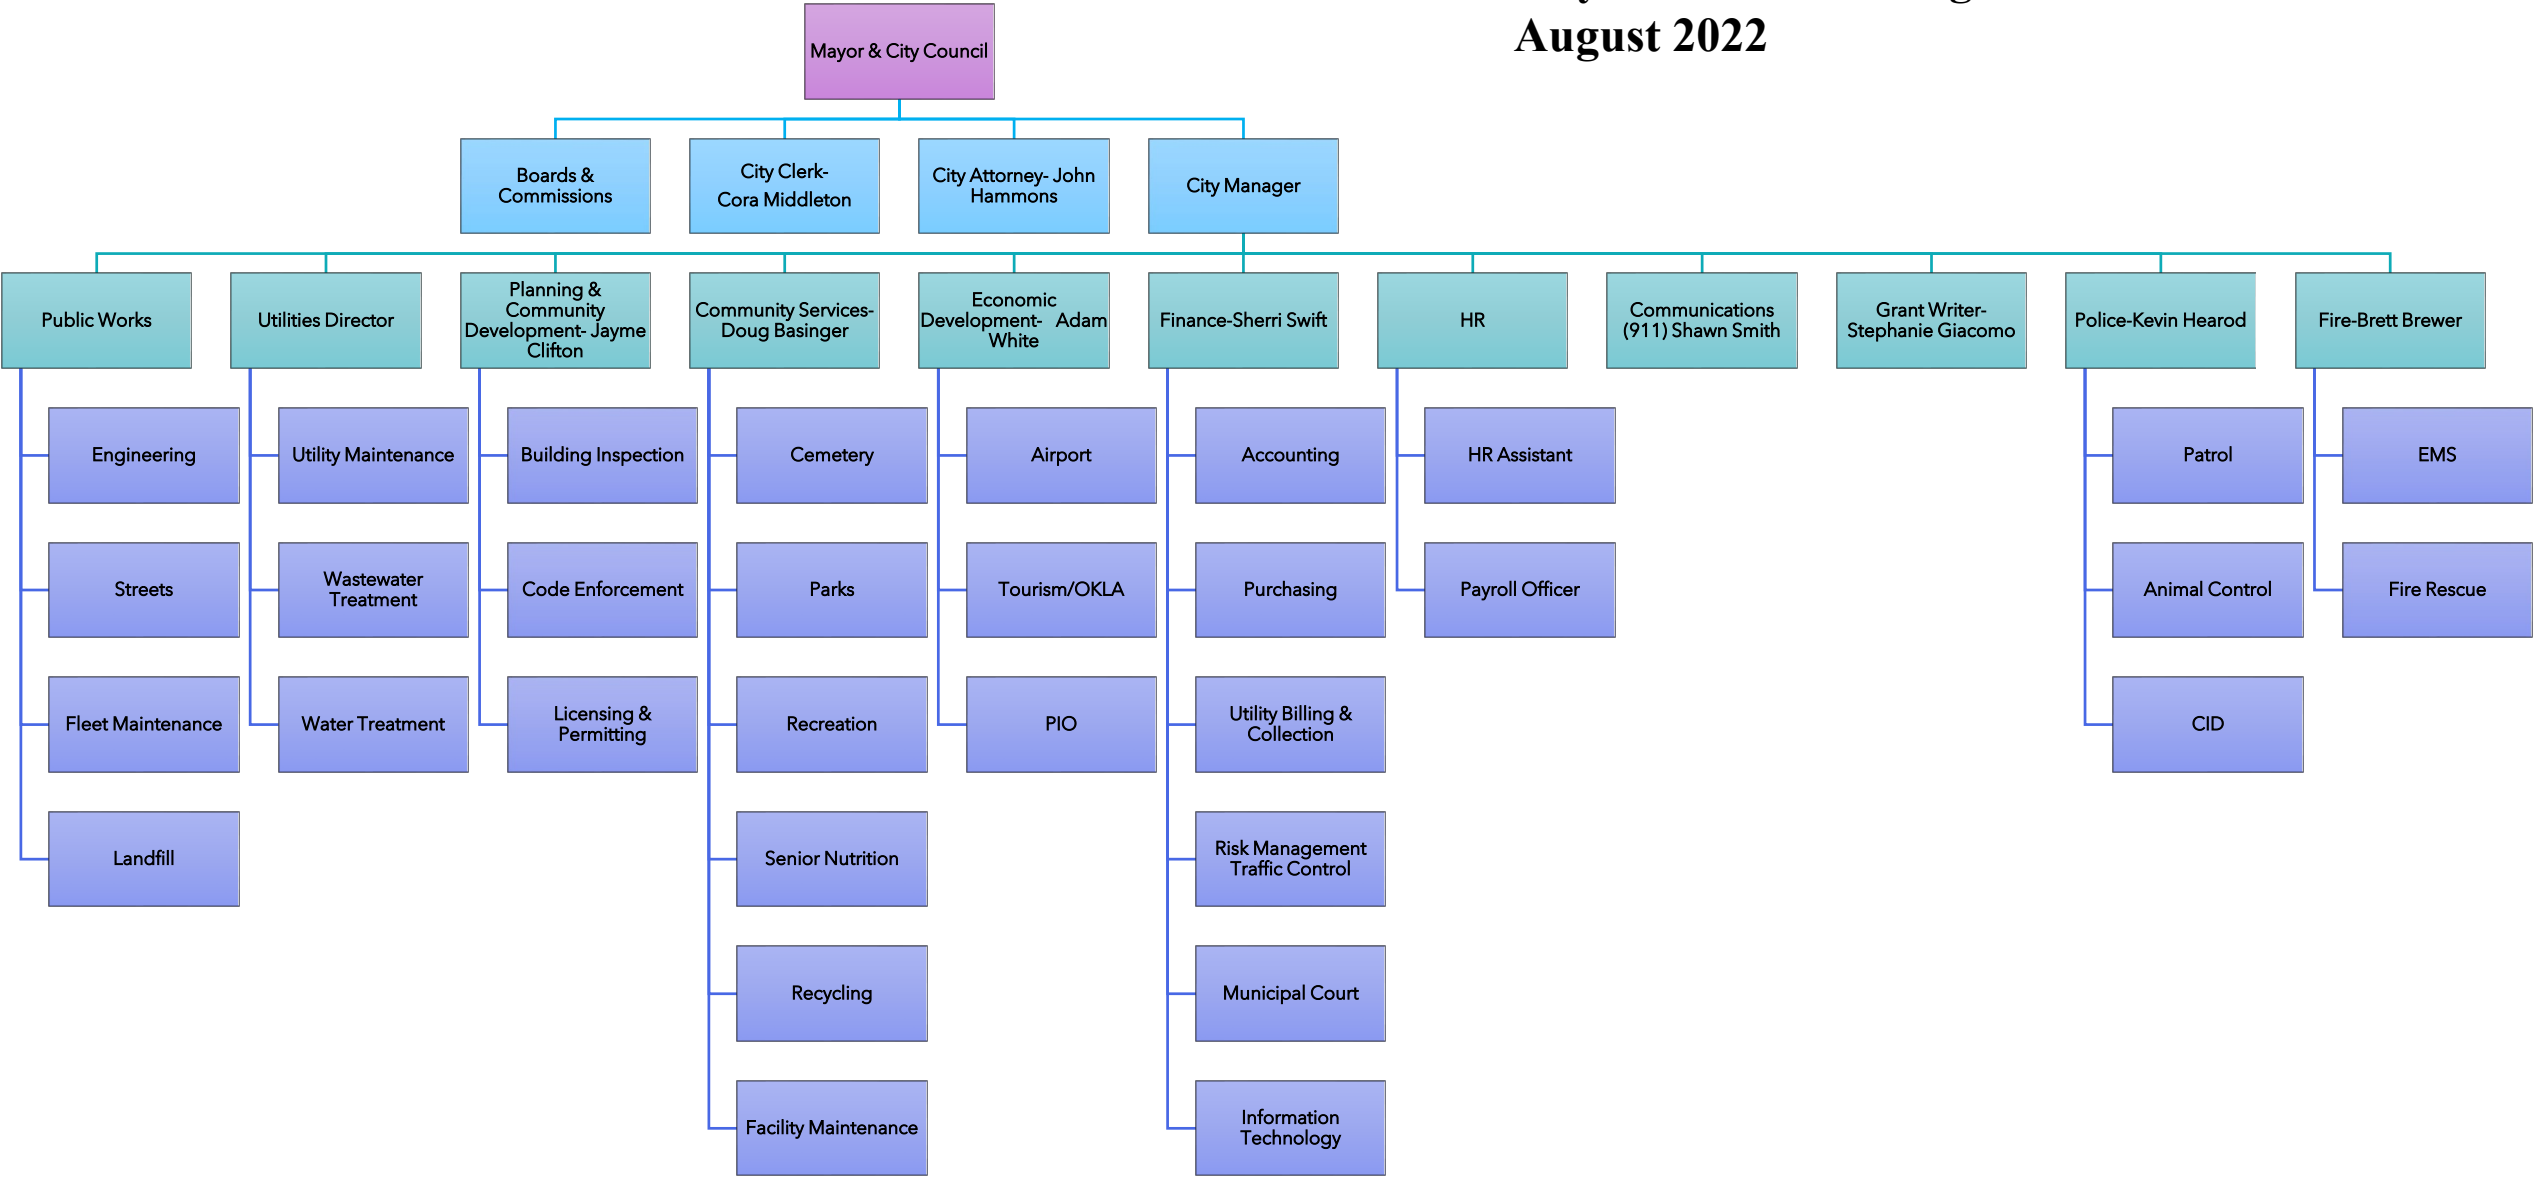 August 2022
Mayor & City Council
Boards &
Commissions
City Clerk-
Cora Middleton
City Attorney- John
Hammons
City Manager
Public Works
Utilities Director
Planning &
Community
Development- Jayme
Clifton
Community Services-
Doug Basinger
Economic
Development- Adam
White
Finance-Sherri Swift
HR
Communications
(911) Shawn Smith
Grant Writer-
Stephanie Giacomo
Police-Kevin Hearod
Fire-Brett Brewer
Engineering
Utility Maintenance
Building Inspection
Cemetery
Airport
Accounting
HR Assistant
Patrol
EMS
Streets
Wastewater
Treatment
Code Enforcement
Parks
Tourism/OKLA
Purchasing
Payroll Officer
Animal Control
Fire Rescue
Fleet Maintenance
Water Treatment
Licensing &
Permitting
Recreation
PIO
Utility Billing &
Collection
CID
Landfill
Senior Nutrition
Risk Management
Traffic Control
Recycling
Municipal Court
Facility Maintenance
Information
Technology